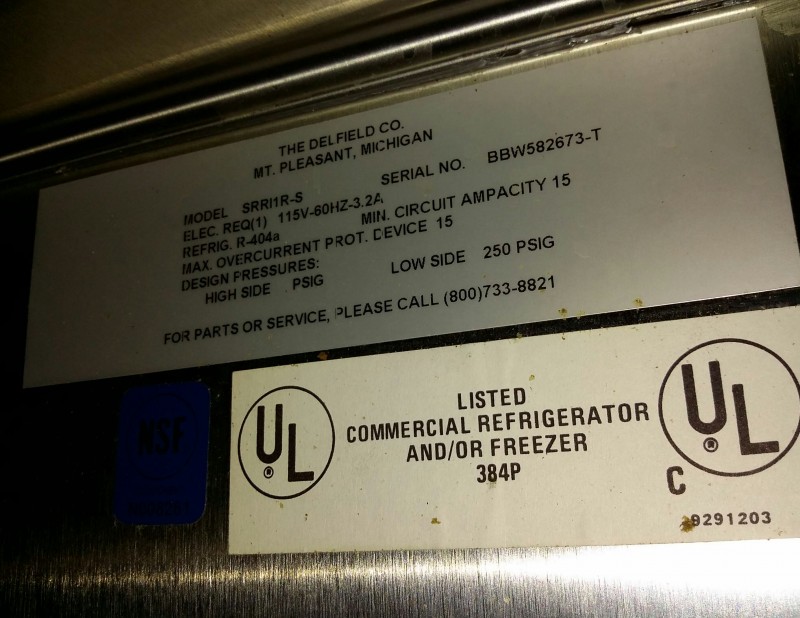 THE DELFIELD CO.
MT. PLEASANT, MICHIGAN
MODEL SRRI1R-S SERIAL NO. BBW582673-T
ELEC. REQ(1) 115V-60HZ-3.2A
REFRIG. R-404a MIN. CIRCUIT AMPACITY 15
MAX. OVERCURRENT PROT. DEVICE 15
DESIGN PRESSURES:
HIGH SIDE PSIG LOW SIDE 250 PSIG
FOR PARTS OR SERVICE, PLEASE CALL (800)733-8821
NSF
UL
®
LISTED
COMMERCIAL REFRIGERATOR
AND/OR FREEZER
384P
UL
®
C
9291203